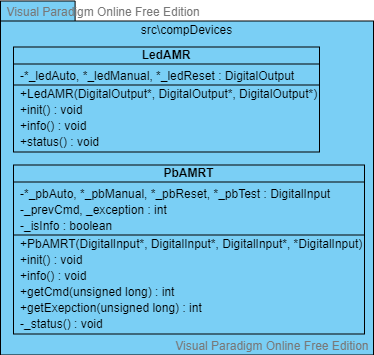 Visual Paradigm Online Free Edition
src\compDevices
LedAMR
-*_ledAuto, *_ledManual, *_ledReset : DigitalOutput
+LedAMR(DigitalOutput*, DigitalOutput*, DigitalOutput*)
+init() : void
+info() : void
+status() : void
PbAMRT
-*_pbAuto, *_pbManual, *_pbReset, *_pbTest : DigitalInput
-_prevCmd, _exception : int
-_isInfo : boolean
+PbAMRT(DigitalInput*, DigitalInput*, DigitalInput*, *DigitalInput)
+init() : void
+info() : void
+getCmd(unsigned long) : int
+getExepction(unsigned long) : int
-_status() : void
Visual Paradigm Online Free Edition